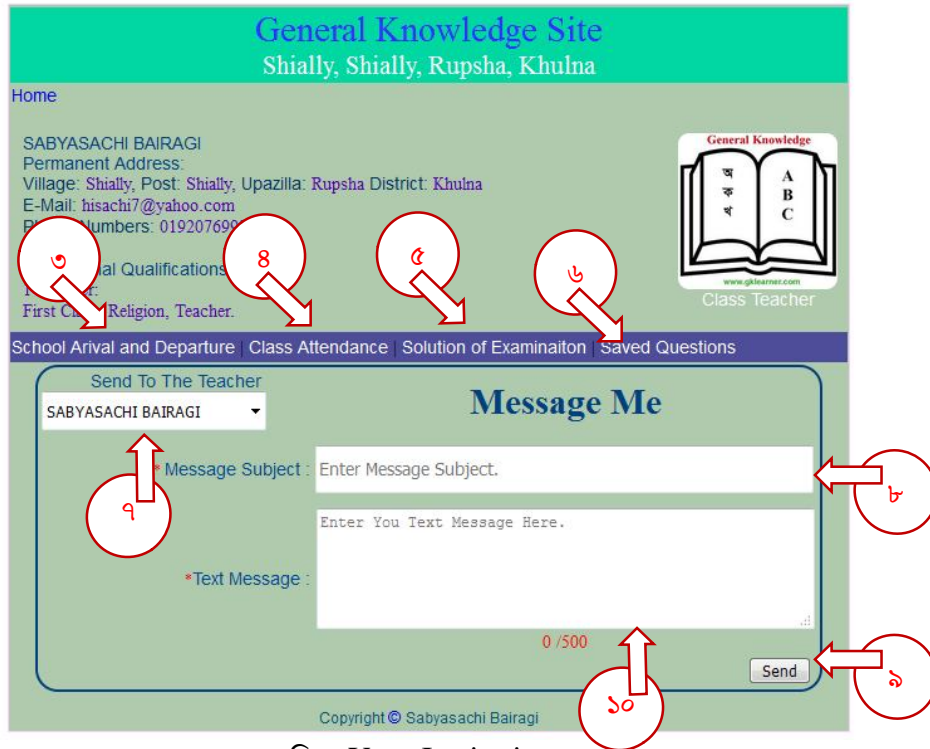 General Knowledge Site
Shially, Shially, Rupsha, Khulna
Home
SABYASACHI BAIRAGI
Permanent Address:
Village: Shially, Post: Shially, Upazilla: Rupsha District: Khulna
E-Mail: hisachi7@yahoo.com
Numbers: 019207699
Qualifications
First Religion, Teacher.
General Knowledge
অ A
ক B
খ C
www.gklearner.com
Class Teacher
৩
৪
৫
৬
School Arival and Departure | Class Attendance | Solution of Examinaiton | Saved Questions
Send To The Teacher
SABYASACHI BAIRAGI
Message Me
৭
* Message Subject : Enter Message Subject.
৮
*Text Message : Enter You Text Message Here.
0 /500
Send
৯
১০
Copyright © Sabyasachi Bairagi